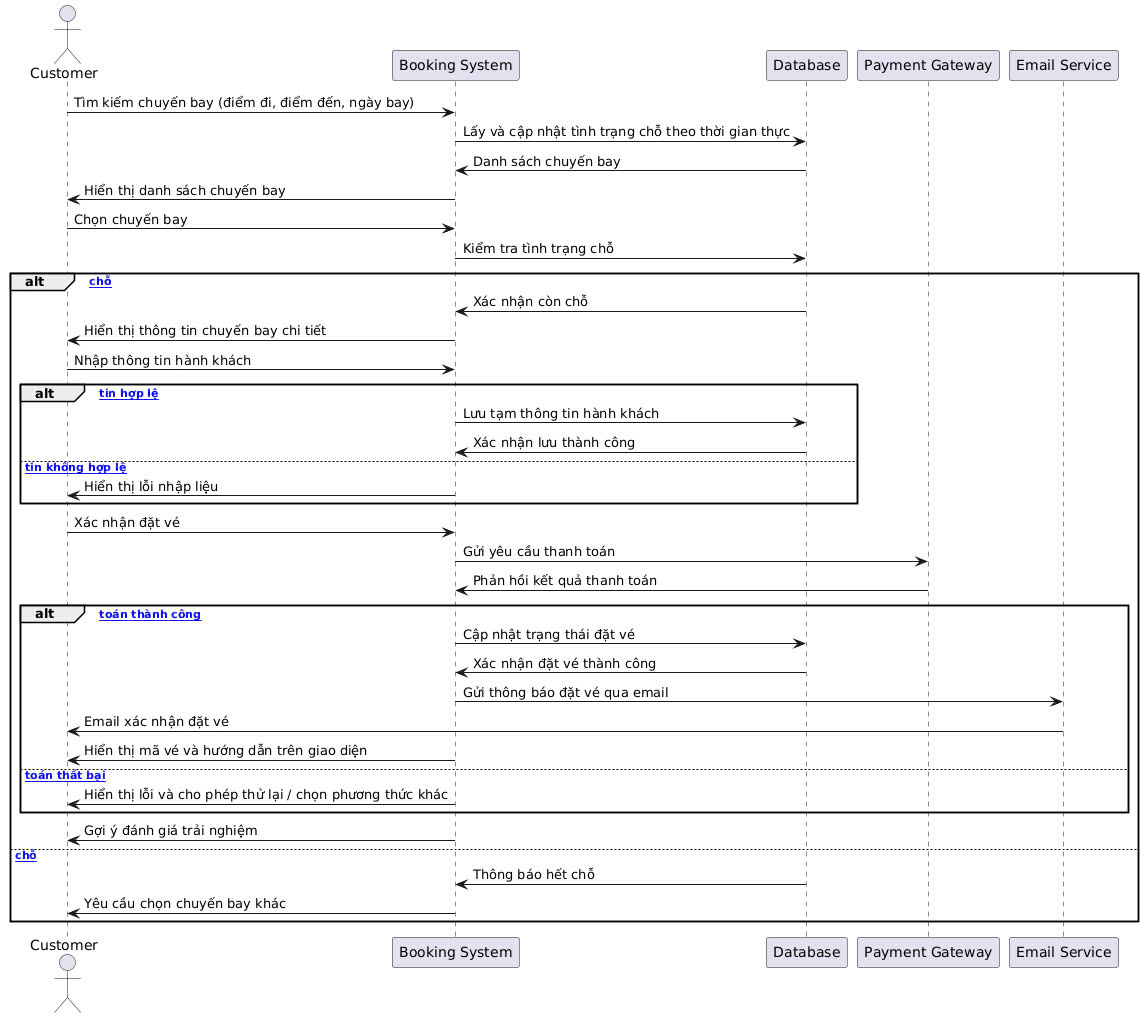 Customer
Booking System
Database
Payment Gateway
Email Service
Tìm kiếm chuyến bay (điểm đi, điểm đến, ngày bay)
Lấy và cập nhật tình trạng chỗ theo thời gian thực
Danh sách chuyến bay
Hiển thị danh sách chuyến bay
Chọn chuyến bay
Kiểm tra tình trạng chỗ
alt chỗ
Xác nhận còn chỗ
Hiển thị thông tin chuyến bay chi tiết
Nhập thông tin hành khách
alt tin hợp lệ
Lưu tạm thông tin hành khách
Xác nhận lưu thành công
tin không hợp lệ
Hiển thị lỗi nhập liệu
Xác nhận đặt vé
Gửi yêu cầu thanh toán
Phản hồi kết quả thanh toán
alt toán thành công
Cập nhật trạng thái đặt vé
Xác nhận đặt vé thành công
Gửi thông báo đặt vé qua email
Email xác nhận đặt vé
Hiển thị mã vé và hướng dẫn trên giao diện
toán thất bại
Hiển thị lỗi và cho phép thử lại / chọn phương thức khác
Gợi ý đánh giá trải nghiệm
chỗ
Thông báo hết chỗ
Yêu cầu chọn chuyến bay khác
Customer
Booking System
Database
Payment Gateway
Email Service